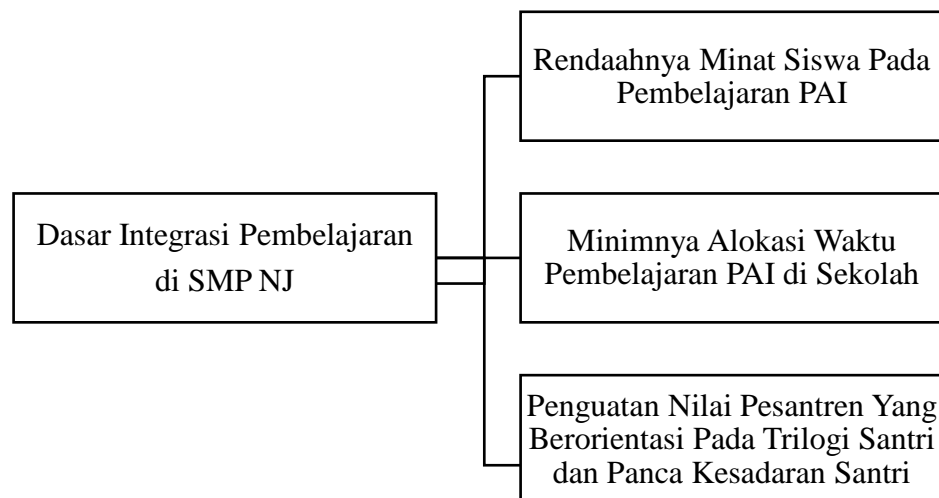 Dasar Integrasi Pembelajaran
di SMP NJ
Rendaahnya Minat Siswa Pada
Pembelajaran PAI
Minimnya Alokasi Waktu
Pembelajaran PAI di Sekolah
Penguatan Nilai Pesantren Yang
Berorientasi Pada Trilogi Santri
dan Panca Kesadaran Santri